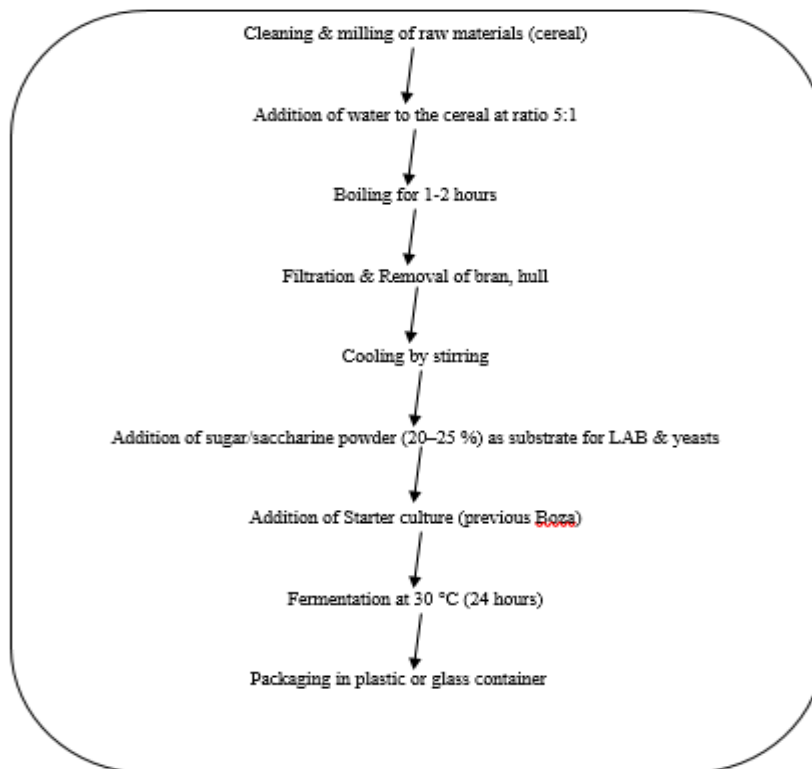 Cleaning & milling of raw materials (cereal)
Addition of water to the cereal at ratio 5:1
Boiling for 1-2 hours
Filtration & Removal of bran, hull
Cooling by stirring
Addition of sugar/saccharine powder (20–25 %) as substrate for LAB & yeasts
Addition of Starter culture (previous Boza)
Fermentation at 30 °C (24 hours)
Packaging in plastic or glass container